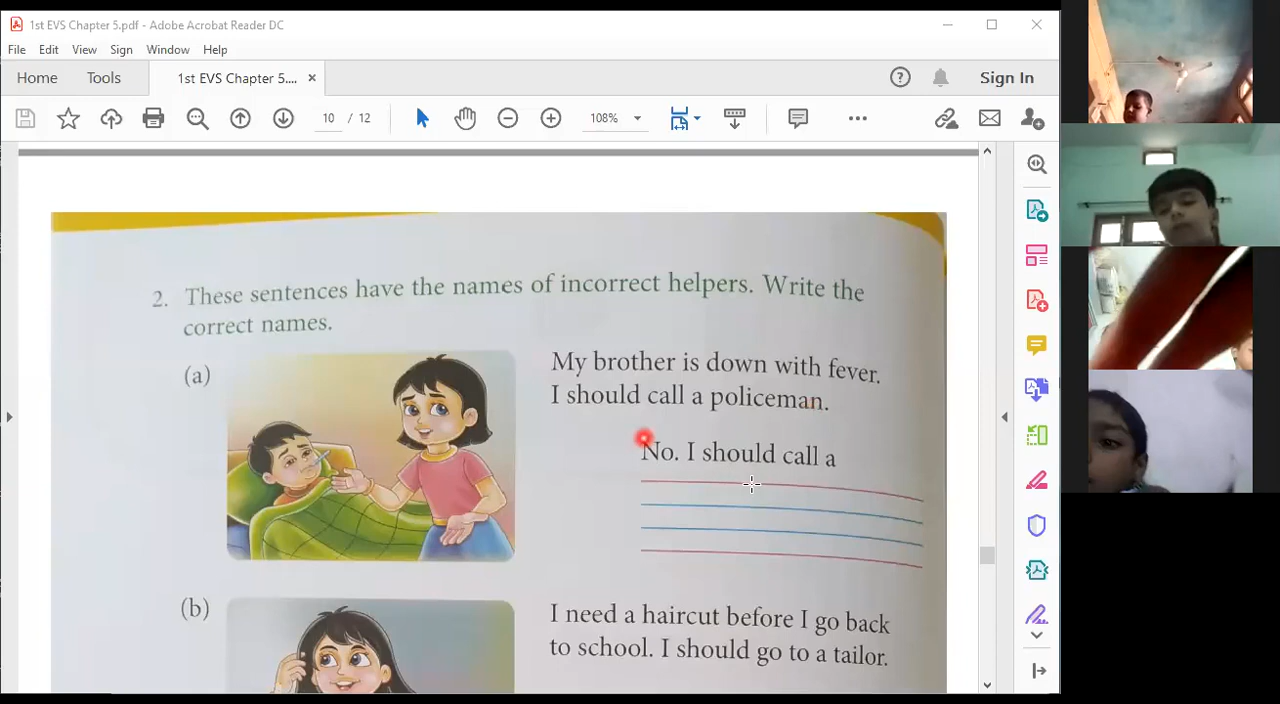 1st EVS Chapter 5.pdf - Adobe Acrobat Reader DC
File Edit View Sign Window Help
Home Tools 1st EVS Chapter 5.... × Sign In
10 / 12 108%
2. These sentences have the names of incorrect helpers. Write the
correct names.
(a)
My brother is down with fever.
I should call a policeman.
No. I should call a
(b)
I need a haircut before I go back
to school. I should go to a tailor.